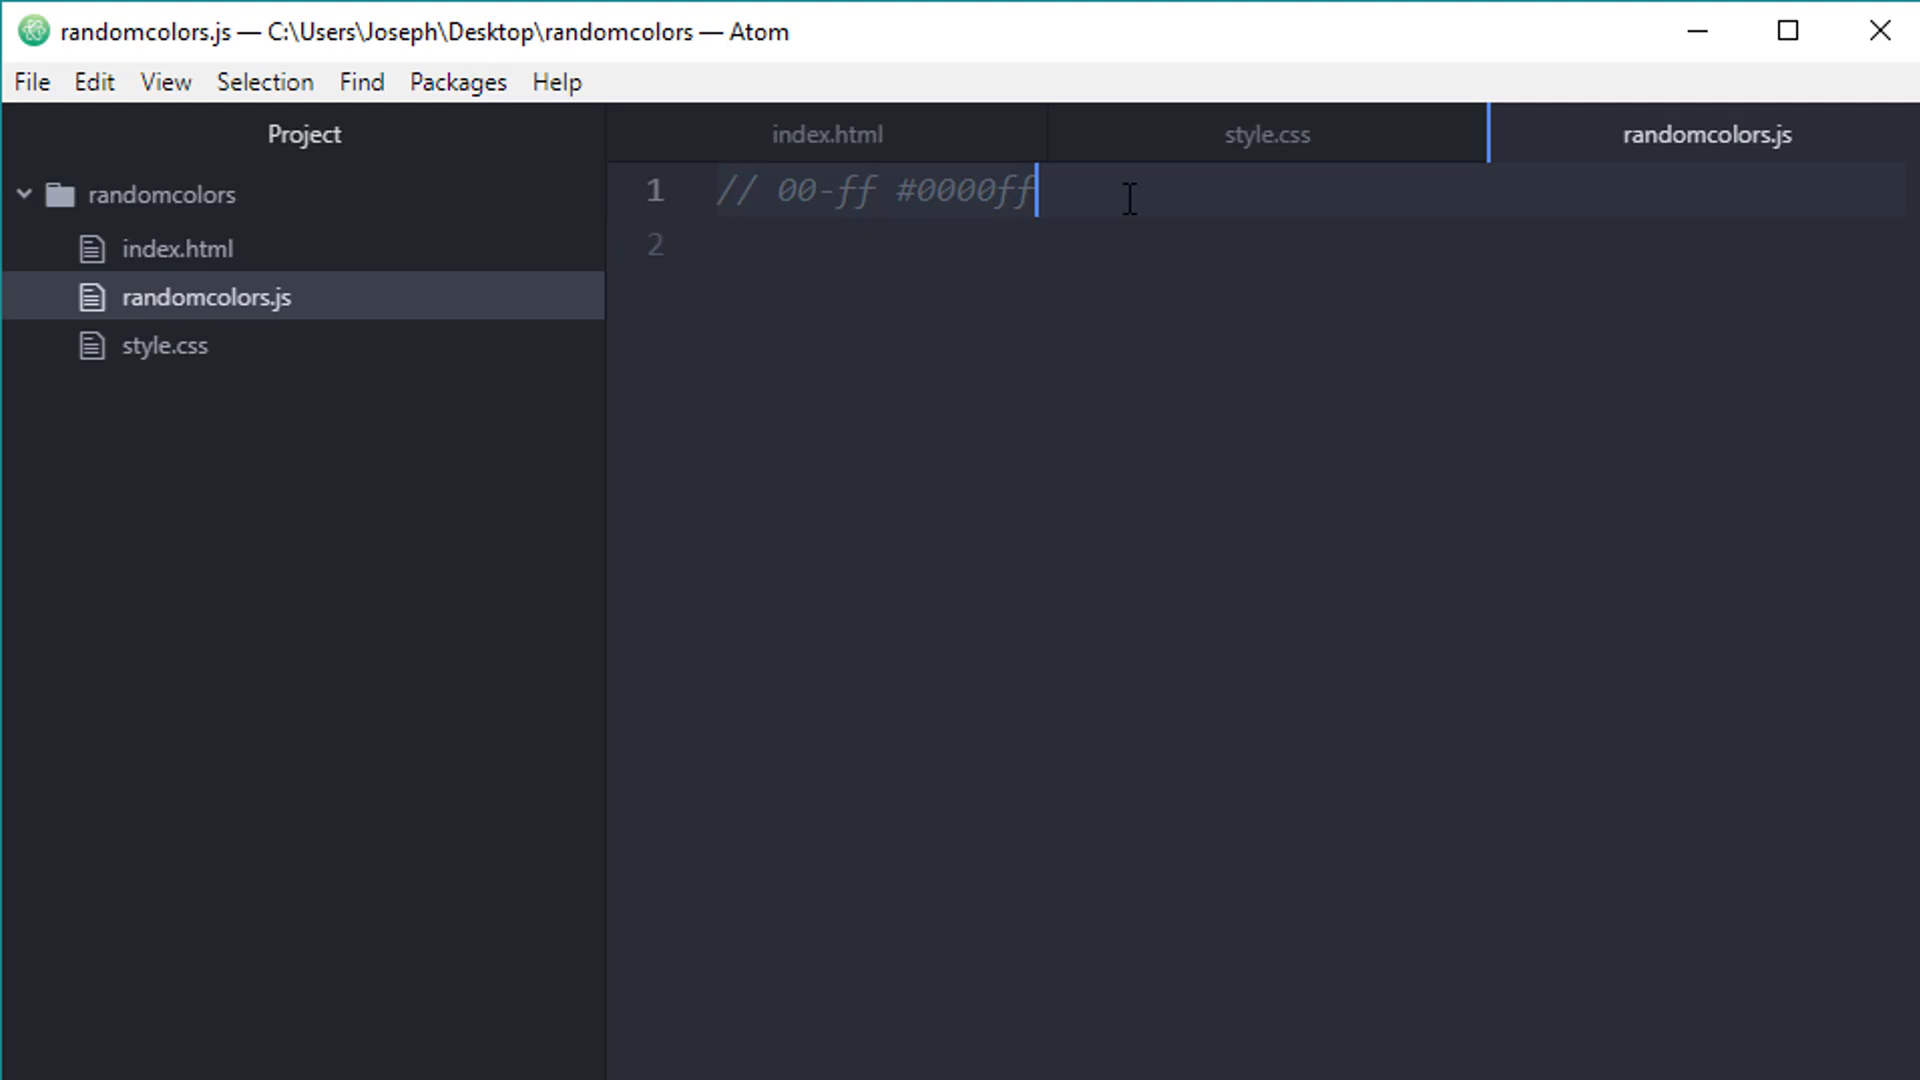 randomcolors.js — C:\Users\Joseph\Desktop\randomcolors — Atom
File Edit View Selection Find Packages Help
Project
index.html
style.css
randomcolors.js
randomcolors
index.html
randomcolors.js
style.css
1 // 00-ff #0000ff
2